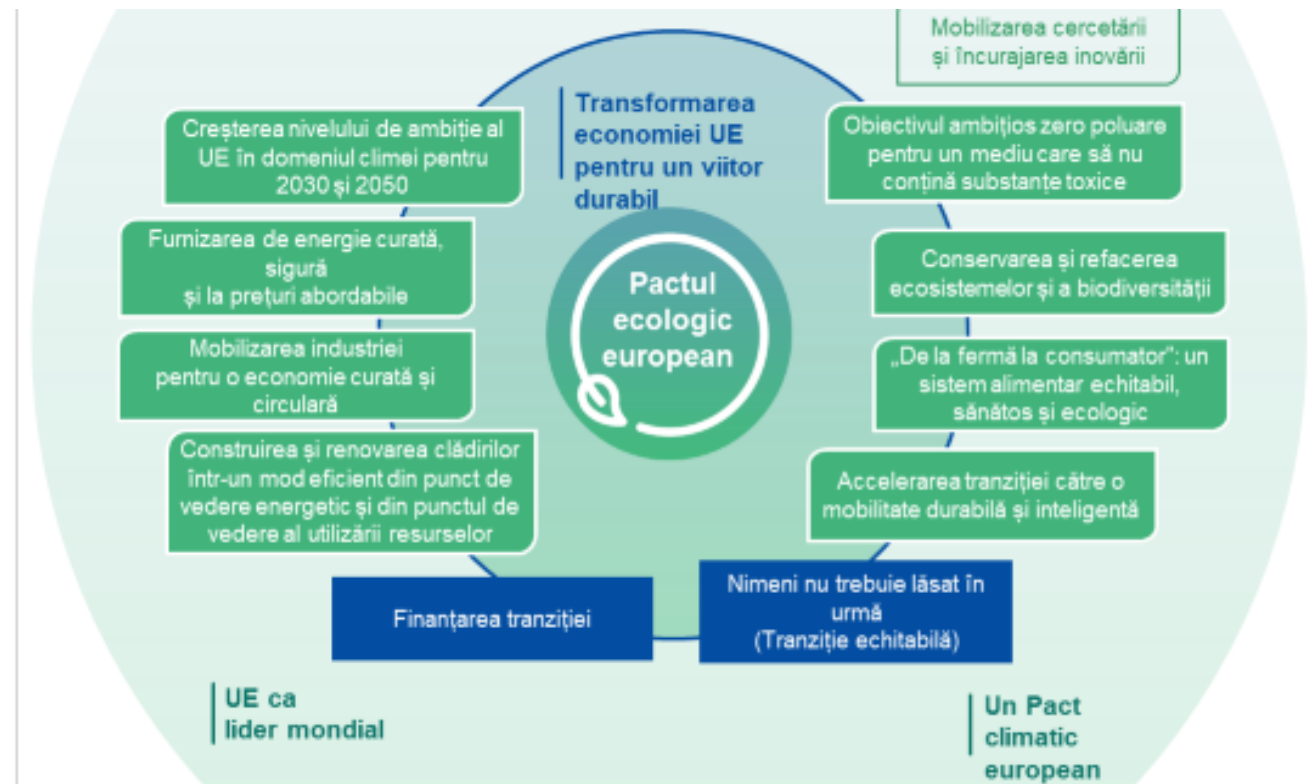 Mobilizarea cercetării
și încurajarea inovării
Transformarea
economiei UE
pentru un viitor
durabil
Creșterea nivelului de ambiție al
UE în domeniul climei pentru
2030 și 2050
Furnizarea de energie curată,
sigură
și la prețuri abordabile
Mobilizarea industriei
pentru o economie curată și
circulară
Construirea și renovarea clădirilor
într-un mod eficient din punct de
vedere energetic și din punctul de
vedere al utilizării resurselor
Pactul
ecologic
european
Obiectivul ambițios zero poluare
pentru un mediu care să nu
conțină substanțe toxice
Conservarea și refacerea
ecosistemelor și a biodiversității
„De la fermă la consumator”: un
sistem alimentar echitabil,
sănătos și ecologic
Accelerarea tranziției către o
mobilitate durabilă și inteligentă
Finanțarea tranziției
Nimeni nu trebuie lăsat în
urmă
(Tranziție echitabilă)
UE ca
lider mondial
Un Pact
climatic
european